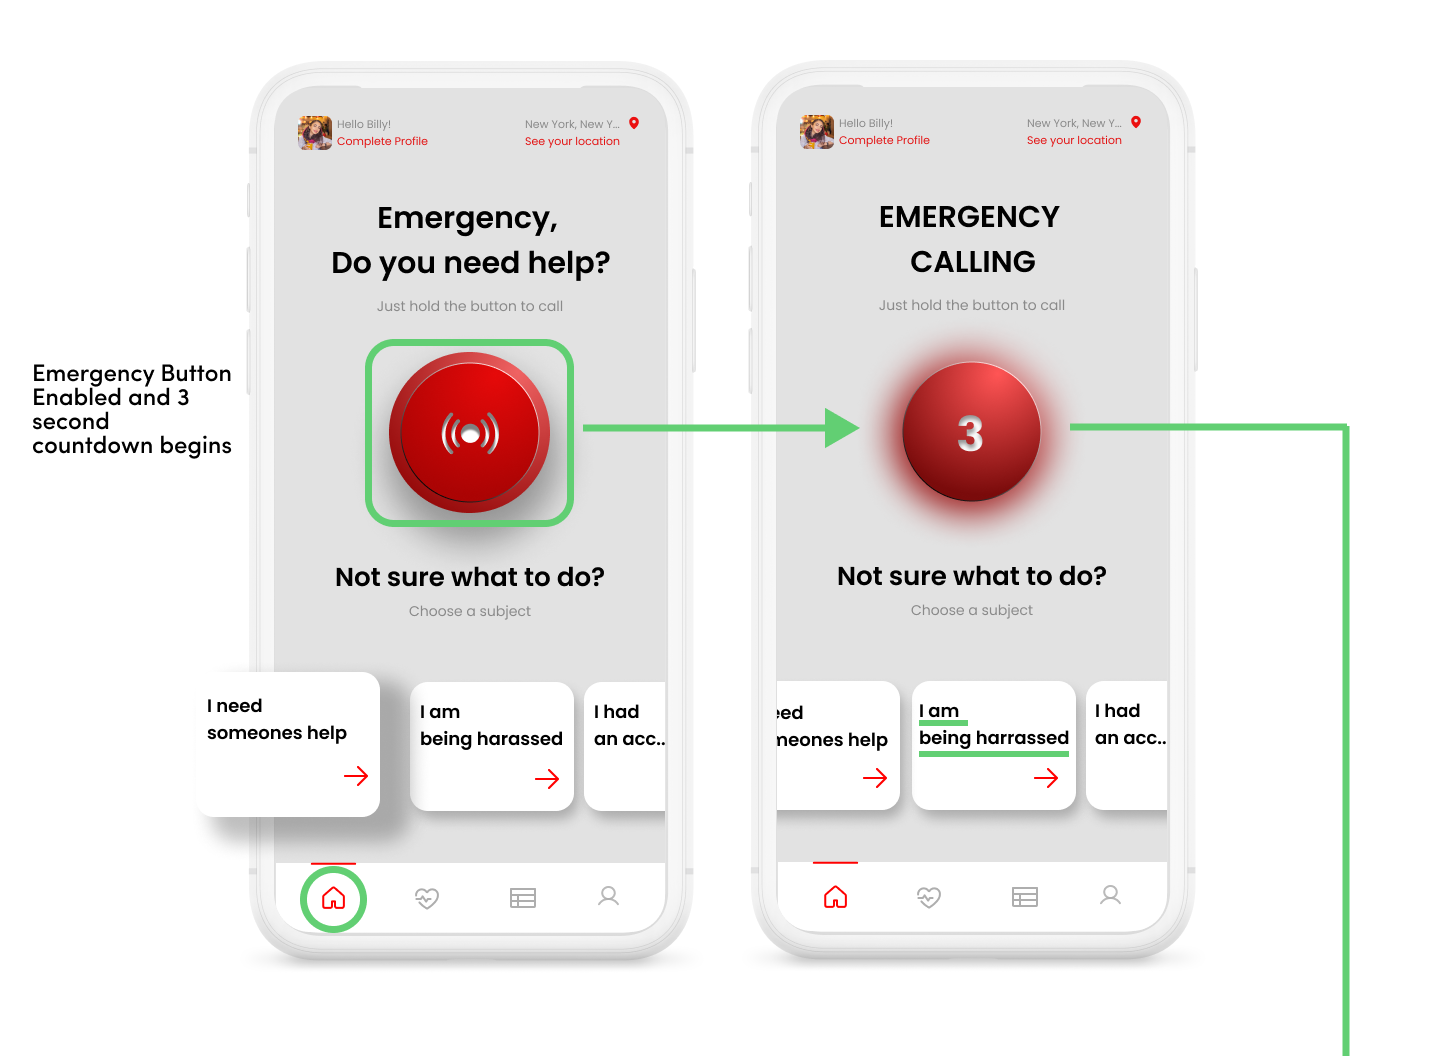 Hello Billy!
Complete Profile
New York, New Y...
See your location
Emergency,
Do you need help?
Just hold the button to call
Emergency Button
Enabled and 3
second
countdown begins
Not sure what to do?
Choose a subject
I need
someones help
I am
being harassed
I had
an acc..
Hello Billy!
Complete Profile
New York, New Y...
See your location
EMERGENCY
CALLING
Just hold the button to call
3
Not sure what to do?
Choose a subject
eed
meones help
I am
being harrassed
I had
an acc..